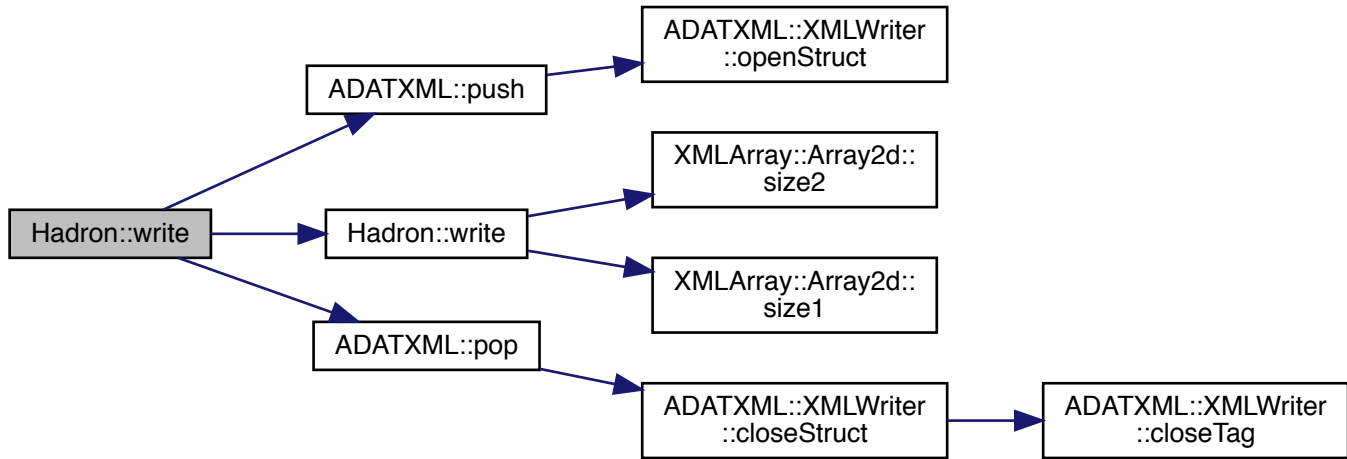 ADATXML::XMLWriter
::openStruct
ADATXML::push
XMLArray::Array2d::
size2
Hadron::write
Hadron::write
XMLArray::Array2d::
size1
ADATXML::pop
ADATXML::XMLWriter
::closeStruct
ADATXML::XMLWriter
::closeTag